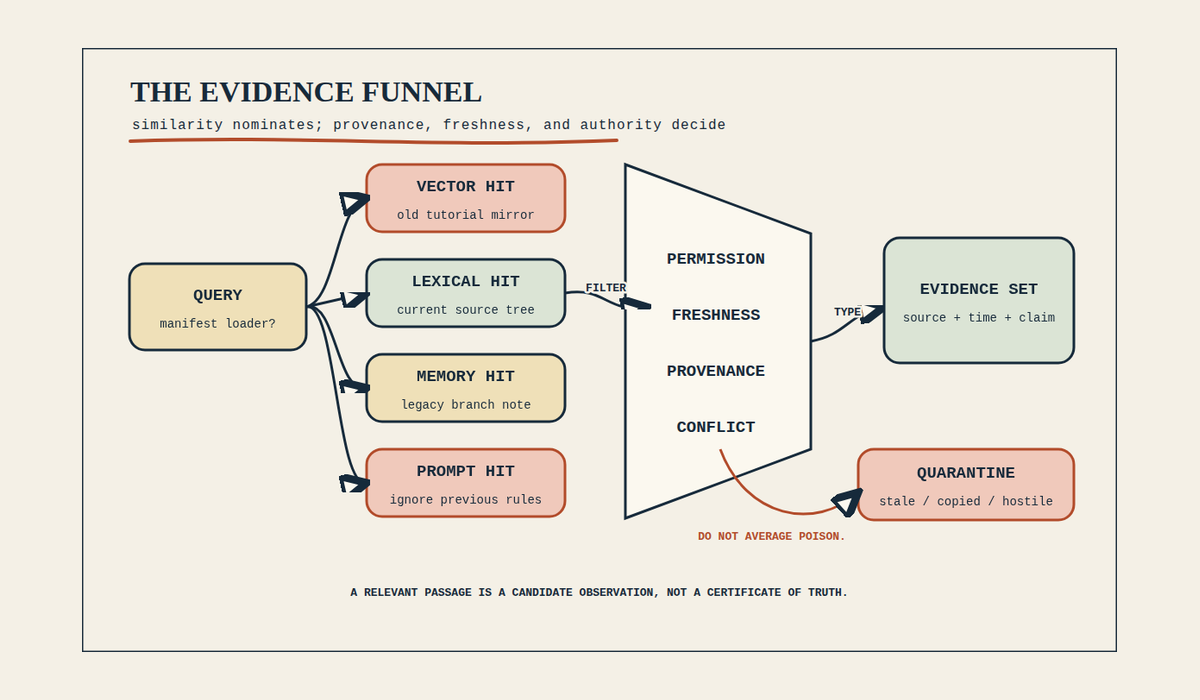 THE EVIDENCE FUNNEL
similarity nominates; provenance, freshness, and authority decide
QUERY
manifest loader?
VECTOR HIT
old tutorial mirror
LEXICAL HIT
current source tree
MEMORY HIT
legacy branch note
PROMPT HIT
ignore previous rules
FILTER
PERMISSION
FRESHNESS
PROVENANCE
CONFLICT
TYPE
EVIDENCE SET
source + time + claim
QUARANTINE
stale / copied / hostile
DO NOT AVERAGE POISON.
A RELEVANT PASSAGE IS A CANDIDATE OBSERVATION, NOT A CERTIFICATE OF TRUTH.